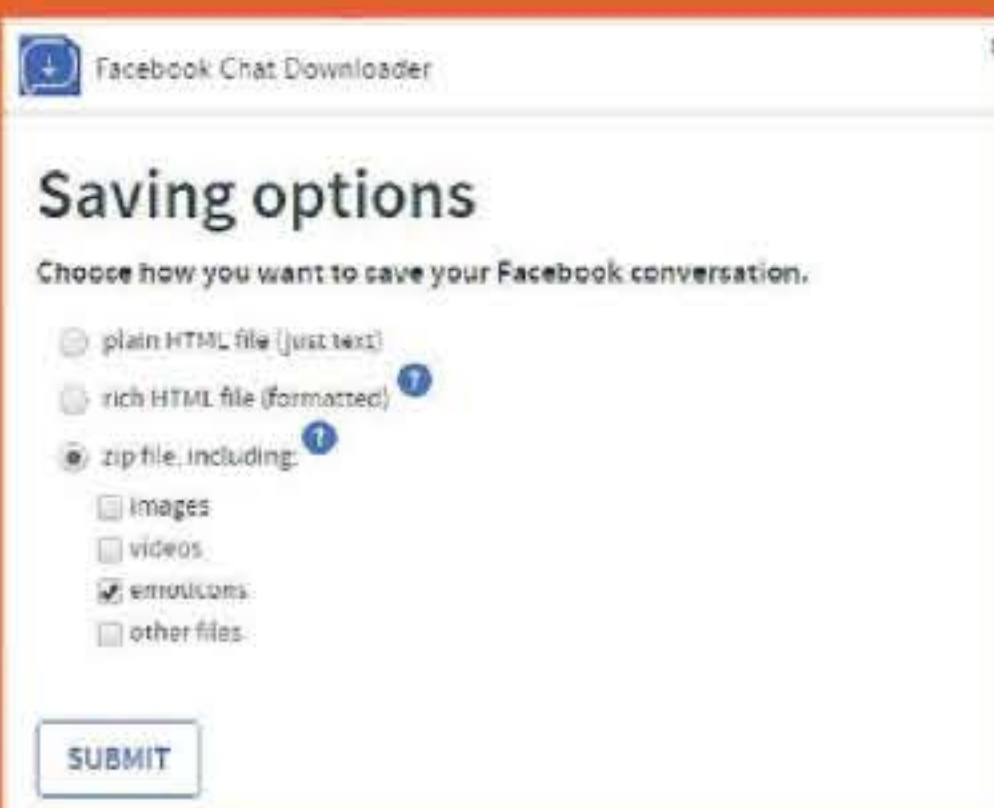 Facebook Chat Downloader
Saving options
Choose how you want to save your Facebook conversation.
plain HTML file (just text)
rich HTML file (formatted) ?
zip file, including: ?
images
videos
emoticons
other files
SUBMIT